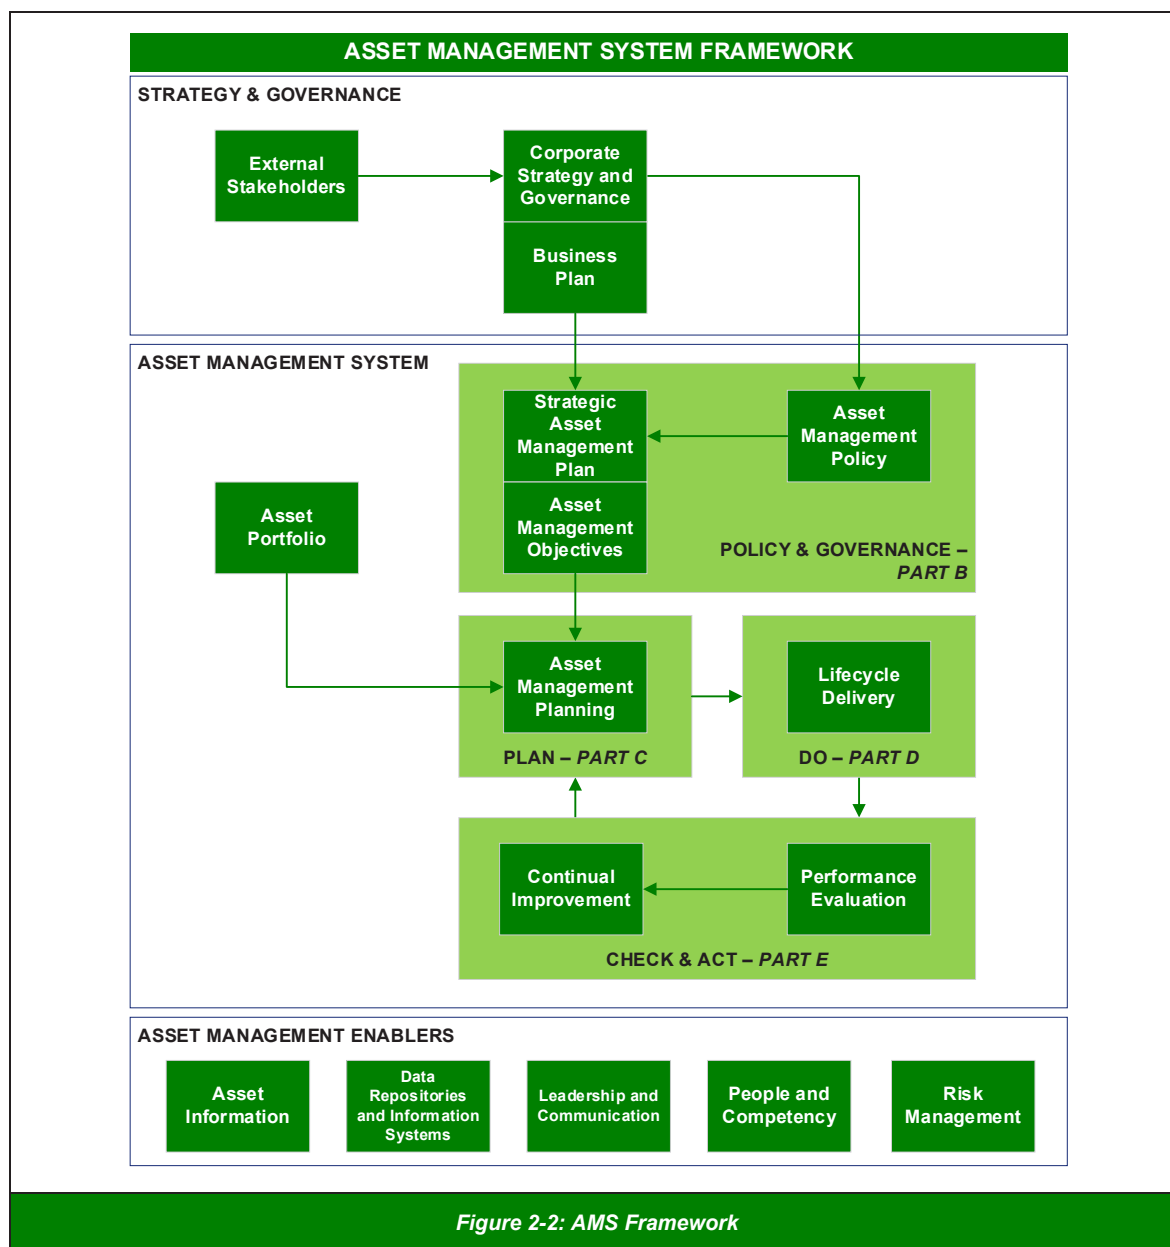 ASSET MANAGEMENT SYSTEM FRAMEWORK
STRATEGY & GOVERNANCE
External
Stakeholders
Corporate
Strategy and
Governance
Business
Plan
ASSET MANAGEMENT SYSTEM
Strategic
Asset
Management
Plan
Asset
Management
Policy
Asset
Portfolio
Asset
Management
Objectives
POLICY & GOVERNANCE –
PART B
Asset
Management
Planning
PLAN – PART C
Lifecycle
Delivery
DO – PART D
Continual
Improvement
Performance
Evaluation
CHECK & ACT – PART E
ASSET MANAGEMENT ENABLERS
Asset
Information
Data
Repositories
and Information
Systems
Leadership and
Communication
People and
Competency
Risk
Management
Figure 2-2: AMS Framework